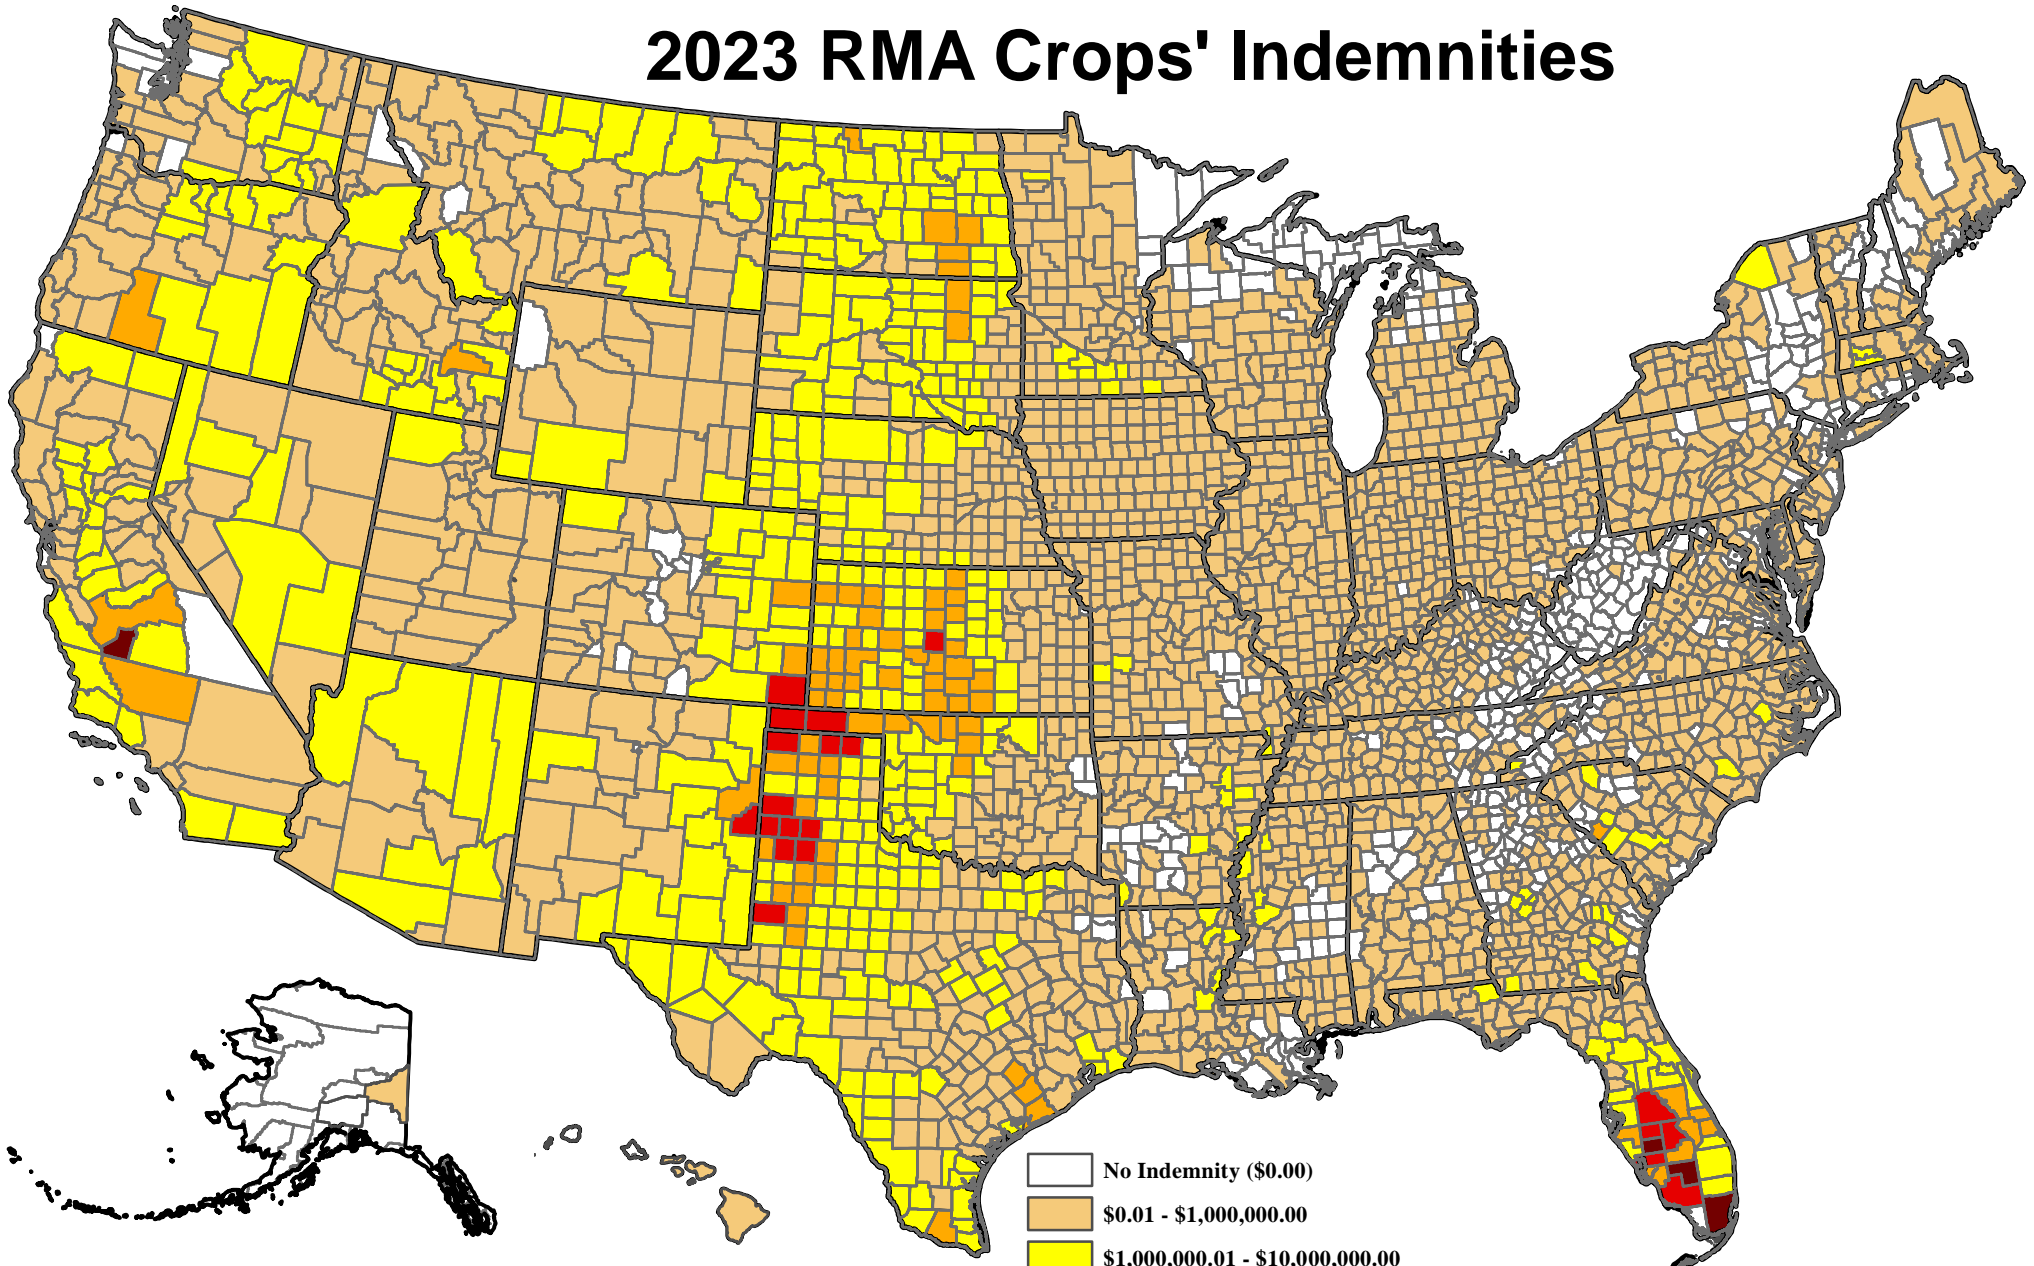 2023 RMA Crops' Indemnities
No Indemnity ($0.00)
$0.01 - $1,000,000.00
$1,000,000.01 - $10,000,000.00